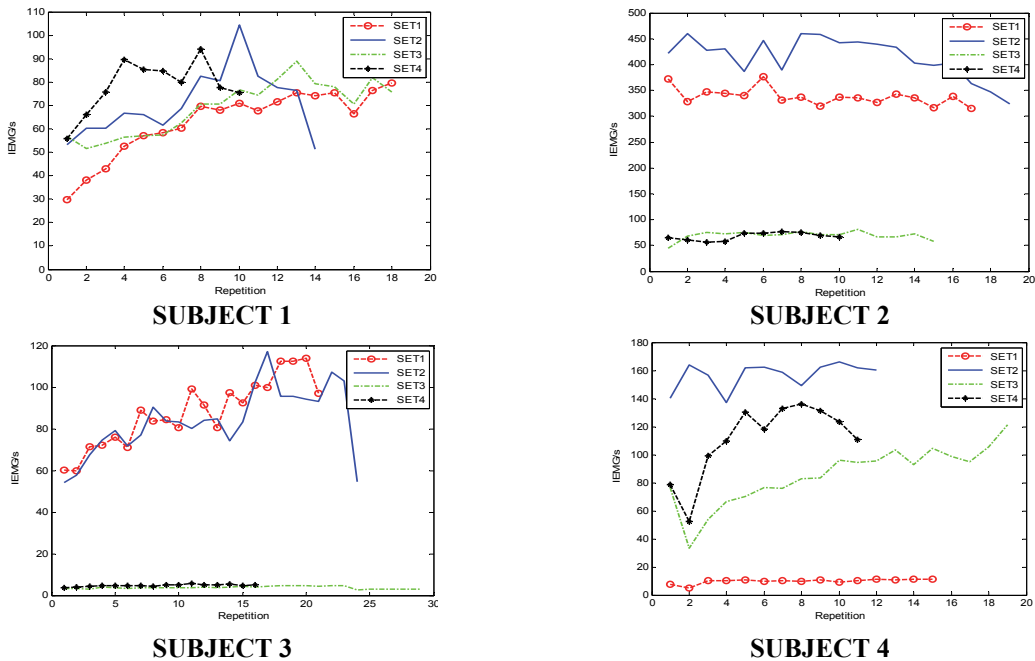 110
100
90
80
70
60
50
40
30
20
10
0
IEMG/s
SET1
SET2
SET3
SET4
0 2 4 6 8 10 12 14 16 18 20
Repetition
SUBJECT 1
500
450
400
350
300
250
200
150
100
50
0
IEMG/s
SET1
SET2
SET3
SET4
0 2 4 6 8 10 12 14 16 18 20
Repetition
SUBJECT 2
120
100
80
60
40
20
0
IEMG/s
SET1
SET2
SET3
SET4
0 5 10 15 20 25 30
Repetition
SUBJECT 3
180
160
140
120
100
80
60
40
20
0
IEMG/s
SET1
SET2
SET3
SET4
0 2 4 6 8 10 12 14 16 18 20
Repetition
SUBJECT 4